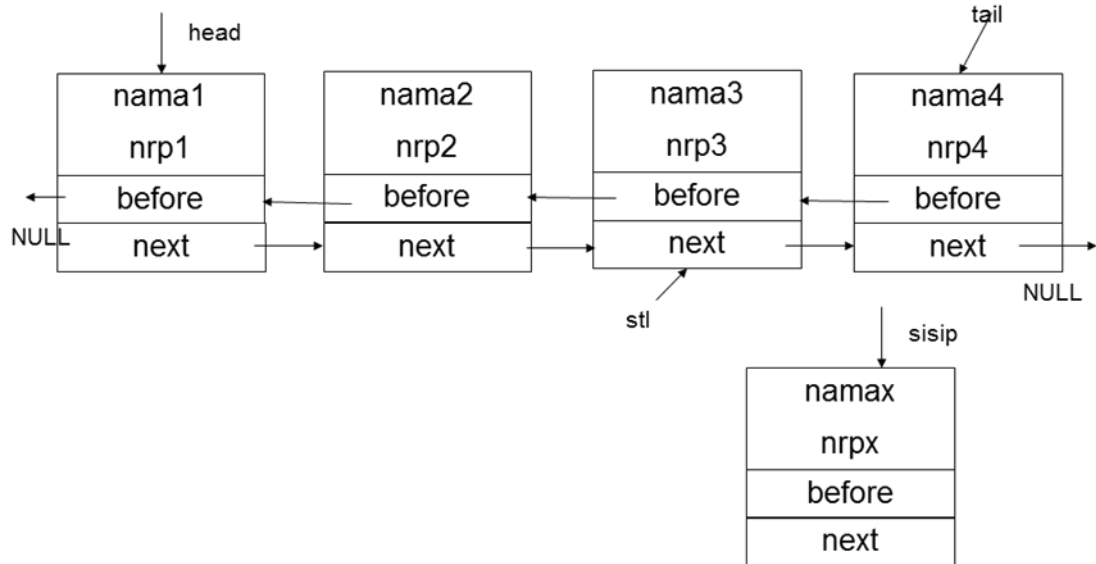 head
tail
nama1
nrp1
before
next
nama2
nrp2
before
next
nama3
nrp3
before
next
nama4
nrp4
before
next
NULL
NULL
stl
sisip
namax
nrpx
before
next